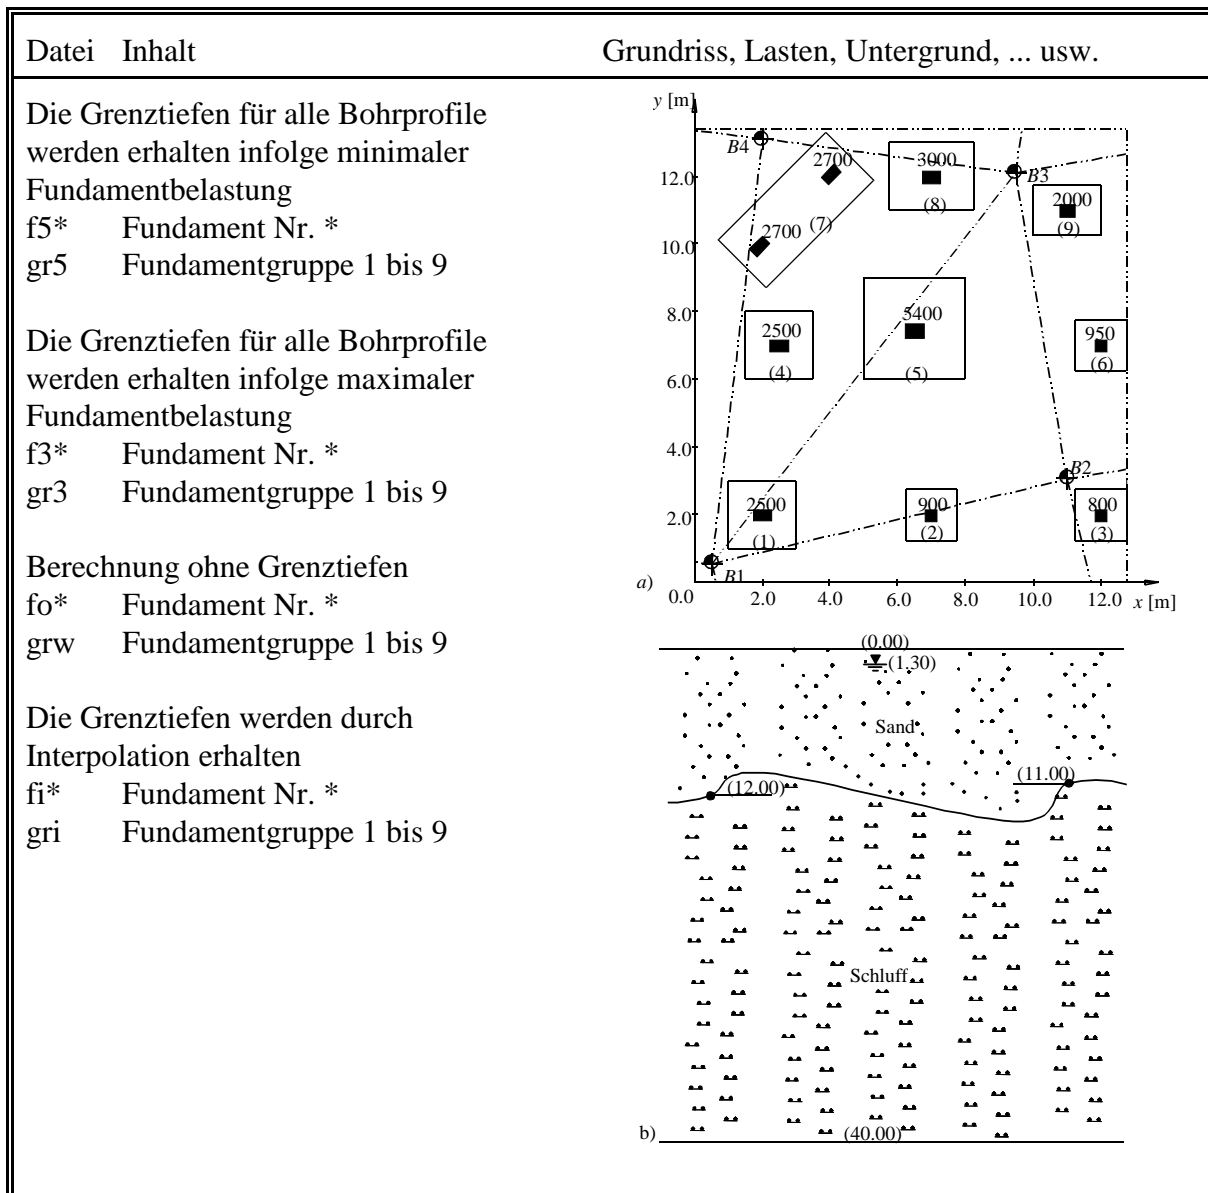 Datei Inhalt
Grundriss, Lasten, Untergrund, ... usw.
Die Grenztiefen für alle Bohrprofile
werden erhalten infolge minimaler
Fundamentbelastung
f5* Fundament Nr. *
gr5 Fundamentgruppe 1 bis 9
Die Grenztiefen für alle Bohrprofile
werden erhalten infolge maximaler
Fundamentbelastung
f3* Fundament Nr. *
gr3 Fundamentgruppe 1 bis 9
Berechnung ohne Grenztiefen
fo* Fundament Nr. *
grw Fundamentgruppe 1 bis 9
Die Grenztiefen werden durch
Interpolation erhalten
fi* Fundament Nr. *
gri Fundamentgruppe 1 bis 9
y [m]
B4
2700
3000
12.0
B3
(8)
2000
(7)
2700
(9)
10.0
8.0
5400
2500
950
(4)
(5)
(6)
6.0
4.0
B2
2500
900
800
2.0
(1)
(2)
(3)
B1
a)
0.0 2.0 4.0 6.0 8.0 10.0 12.0 x [m]
(0.00)
(1.30)
Sand
(11.00)
(12.00)
Schluff
b)
(40.00)